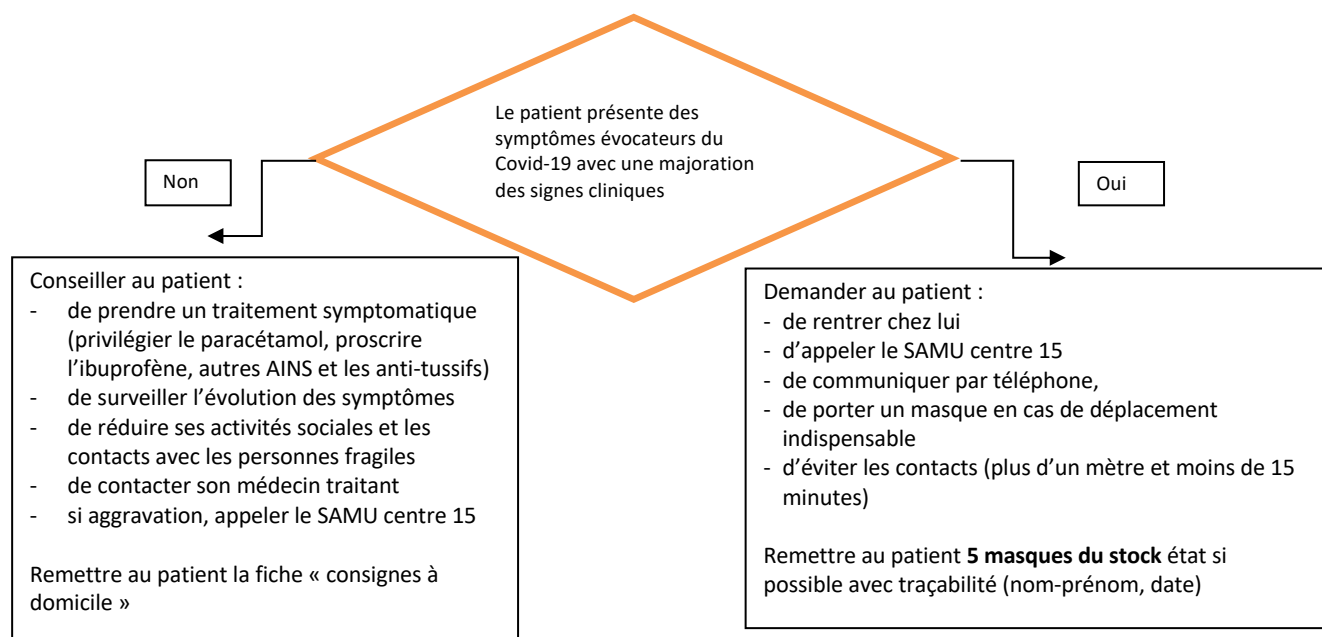 Le patient présente des
symptômes évocateurs du
Covid-19 avec une majoration
des signes cliniques
Non
Oui
Conseiller au patient :
- de prendre un traitement symptomatique
(privilégier le paracétamol, proscrire
l’ibuprofène, autres AINS et les anti-tussifs)
- de surveiller l’évolution des symptômes
- de réduire ses activités sociales et les
contacts avec les personnes fragiles
- de contacter son médecin traitant
- si aggravation, appeler le SAMU centre 15
Remettre au patient la fiche « consignes à
domicile »
Demander au patient :
- de rentrer chez lui
- d’appeler le SAMU centre 15
- de communiquer par téléphone,
- de porter un masque en cas de déplacement
indispensable
- d’éviter les contacts (plus d’un mètre et moins de 15
minutes)
Remettre au patient 5 masques du stock état si
possible avec traçabilité (nom-prénom, date)